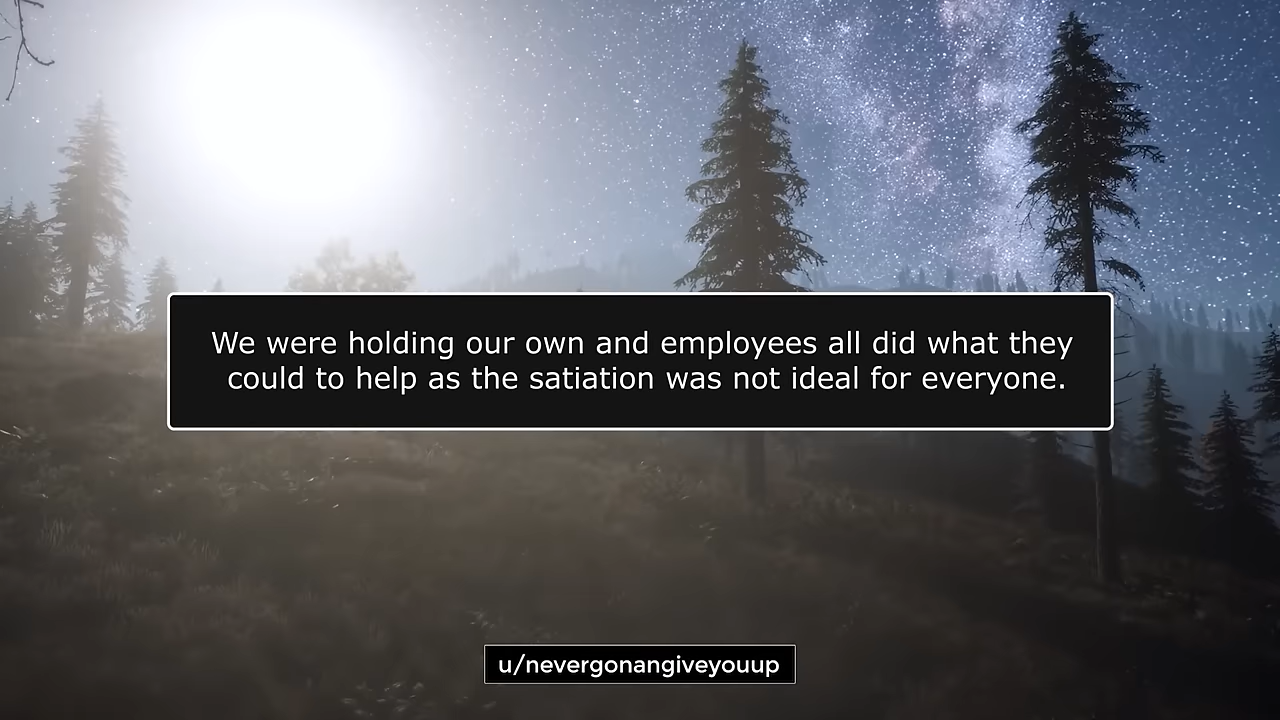 We were holding our own and employees all did what they
could to help as the satiation was not ideal for everyone.
u/nevergonangiveyouup